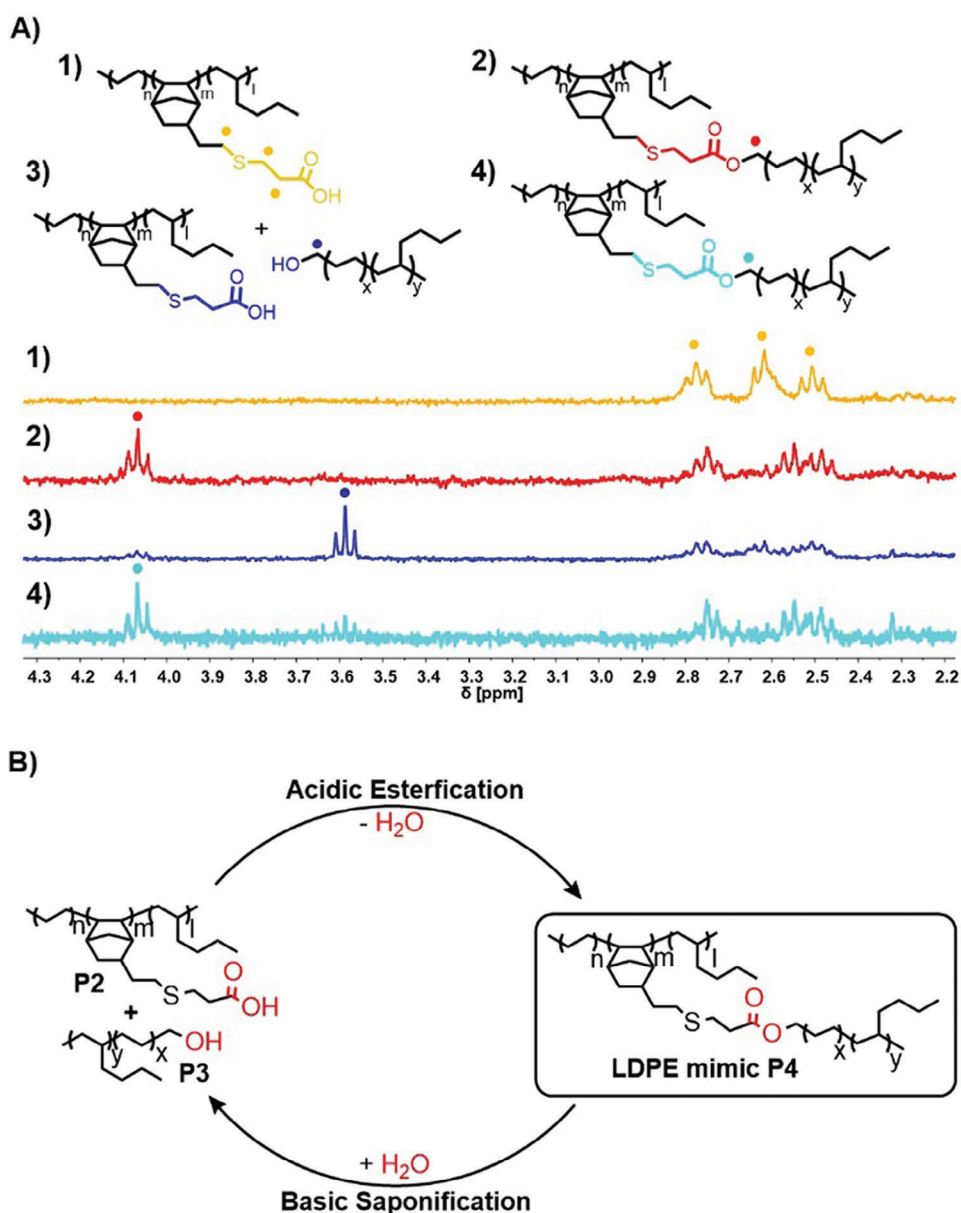 A)
1)
n m l
S O OH
2)
n m l
S O O x y
3)
n m l
S O OH
+
HO x y
4)
n m l
S O O x y
1)
2)
3)
4)
4.3 4.2 4.1 4.0 3.9 3.8 3.7 3.6 3.5 3.4 3.3 3.2 3.1 3.0 2.9 2.8 2.7 2.6 2.5 2.4 2.3 2.2
δ [ppm]
B)
Acidic Esterfication
- H₂O
n m l
P2
S O OH
+
y x OH
P3
n m l
S O O x y
LDPE mimic P4
+ H₂O
Basic Saponification